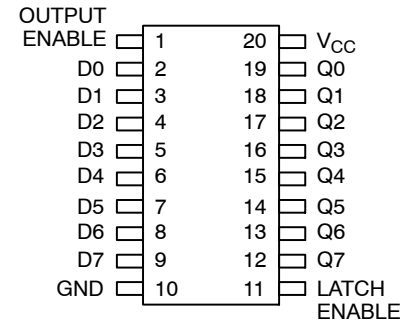 OUTPUT
ENABLE 1 20 VCC
D0 2 19 Q0
D1 3 18 Q1
D2 4 17 Q2
D3 5 16 Q3
D4 6 15 Q4
D5 7 14 Q5
D6 8 13 Q6
D7 9 12 Q7
GND 10 11 LATCH
ENABLE